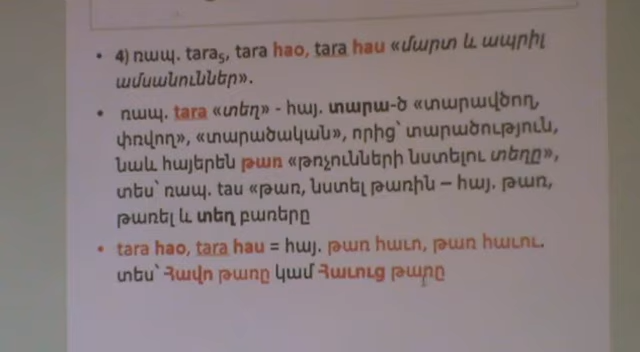 • 4) ռապ. tara₅, tara hao, tara hau «մարտ և ապրիլ
ամսանուններ».
• ռապ. tara «տեղ» - հայ. տարա-ծ «տարավծող,
փռվող», «տարածական», որից՝ տարածություն,
նաև հայերեն թառ «թռչունների նստելու տեղը»,
տես՝ ռապ. tau «թառ, նստել թառին – հայ. թառ,
թառել և տեղ բառերը
• tara hao, tara hau = հայ. թառ հաւո, թառ հաւու.
տես՝ Հավո թառը կամ Հաւուց թառը